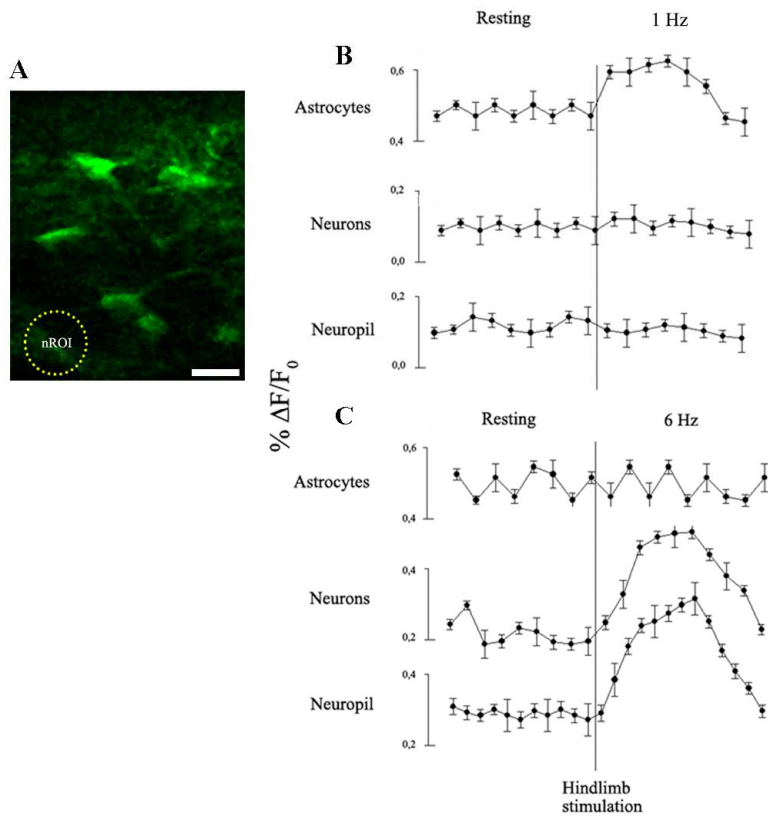 A
nROI
B
Resting 1 Hz
Astrocytes
0,6
0,4
Neurons
0,2
0,0
Neuropil
0,2
0,0
% ΔF/F0
C
Resting 6 Hz
Astrocytes
0,6
0,4
Neurons
0,4
0,2
Neuropil
0,4
0,2
Hindlimb
stimulation